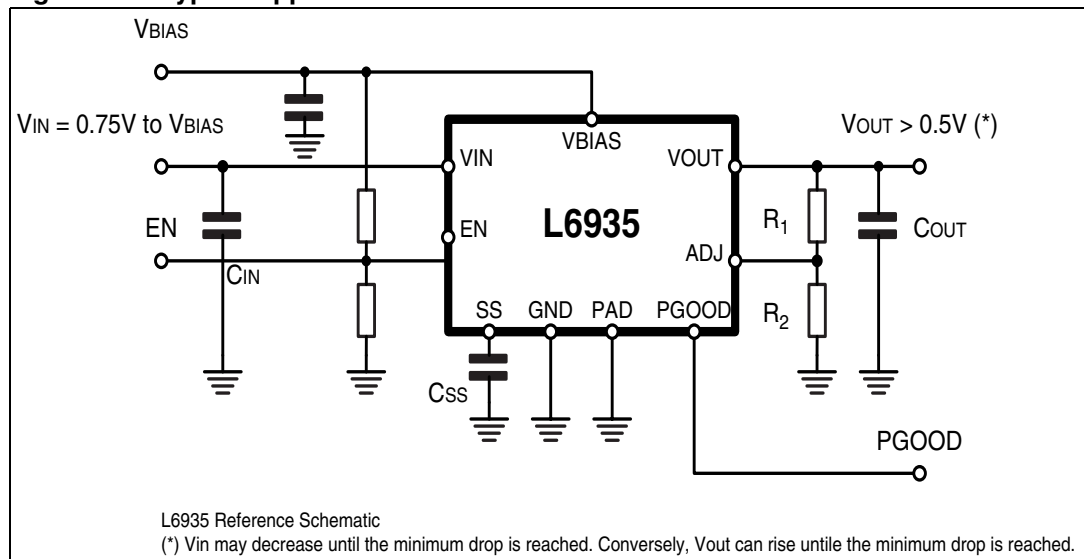 VBIAS
VIN = 0.75V to VBIAS
VOUT > 0.5V (*)
VBIAS
VIN
VOUT
EN
EN
L6935
R1
COUT
ADJ
CIN
SS
GND
PAD
PGOOD
R2
CSS
PGOOD
L6935 Reference Schematic
(*) Vin may decrease until the minimum drop is reached. Conversely, Vout can rise untile the minimum drop is reached.